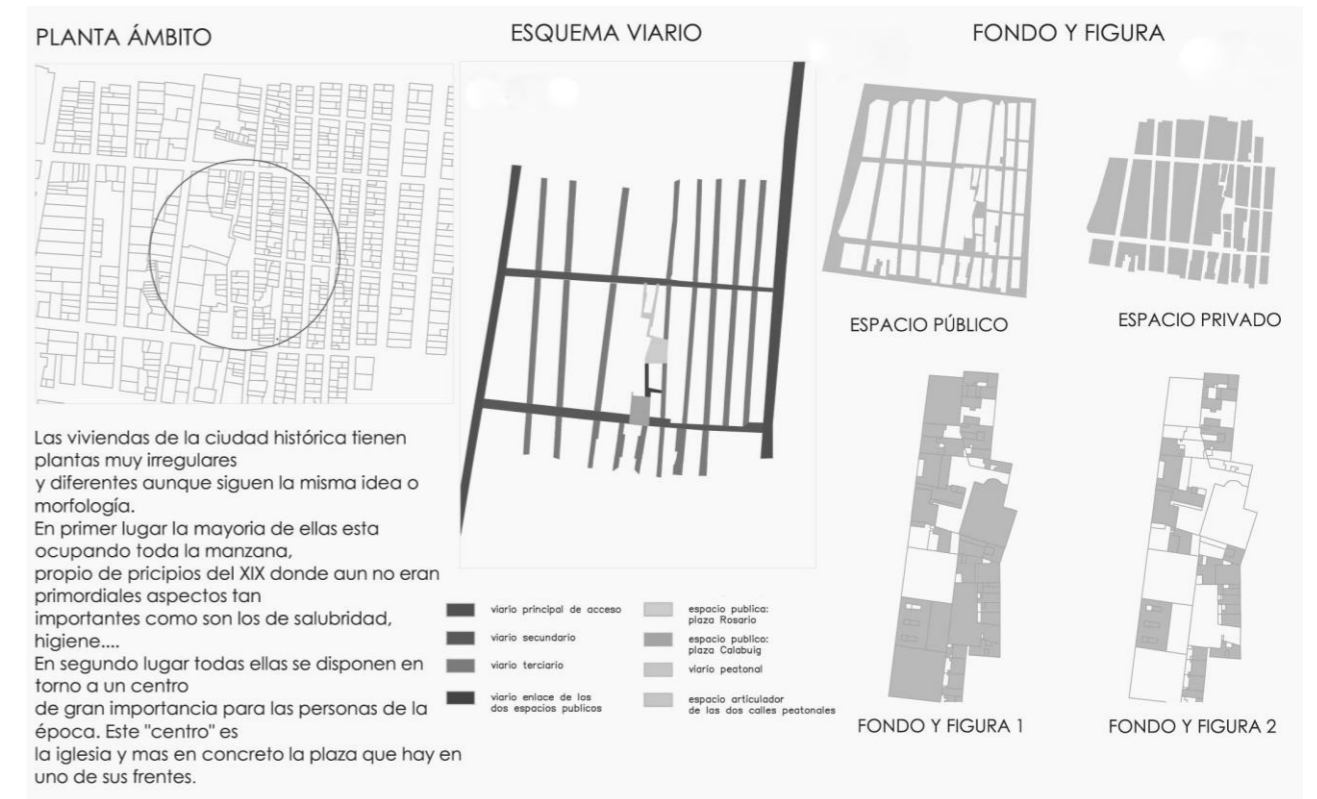 PLANTA ÁMBITO
ESQUEMA VIARIO
FONDO Y FIGURA
ESPACIO PÚBLICO
ESPACIO PRIVADO
Las viviendas de la ciudad histórica tienen
plantas muy irregulares
y diferentes aunque siguen la misma idea o
morfología.
En primer lugar la mayoria de ellas esta
ocupando toda la manzana,
propio de pricipios del XIX donde aun no eran
primordiales aspectos tan
importantes como son los de salubridad,
higiene....
En segundo lugar todas ellas se disponen en
torno a un centro
de gran importancia para las personas de la
época. Este "centro" es
la iglesia y mas en concreto la plaza que hay en
uno de sus frentes.
viario principal de acceso
viario secundario
viario terciario
viario enlace de los
dos espacios publicos
espacio publica:
plaza Rosario
espacio publico:
plaza Calabuig
viario peatonal
espacio articulador
de las dos calles peatonales
FONDO Y FIGURA 1
FONDO Y FIGURA 2